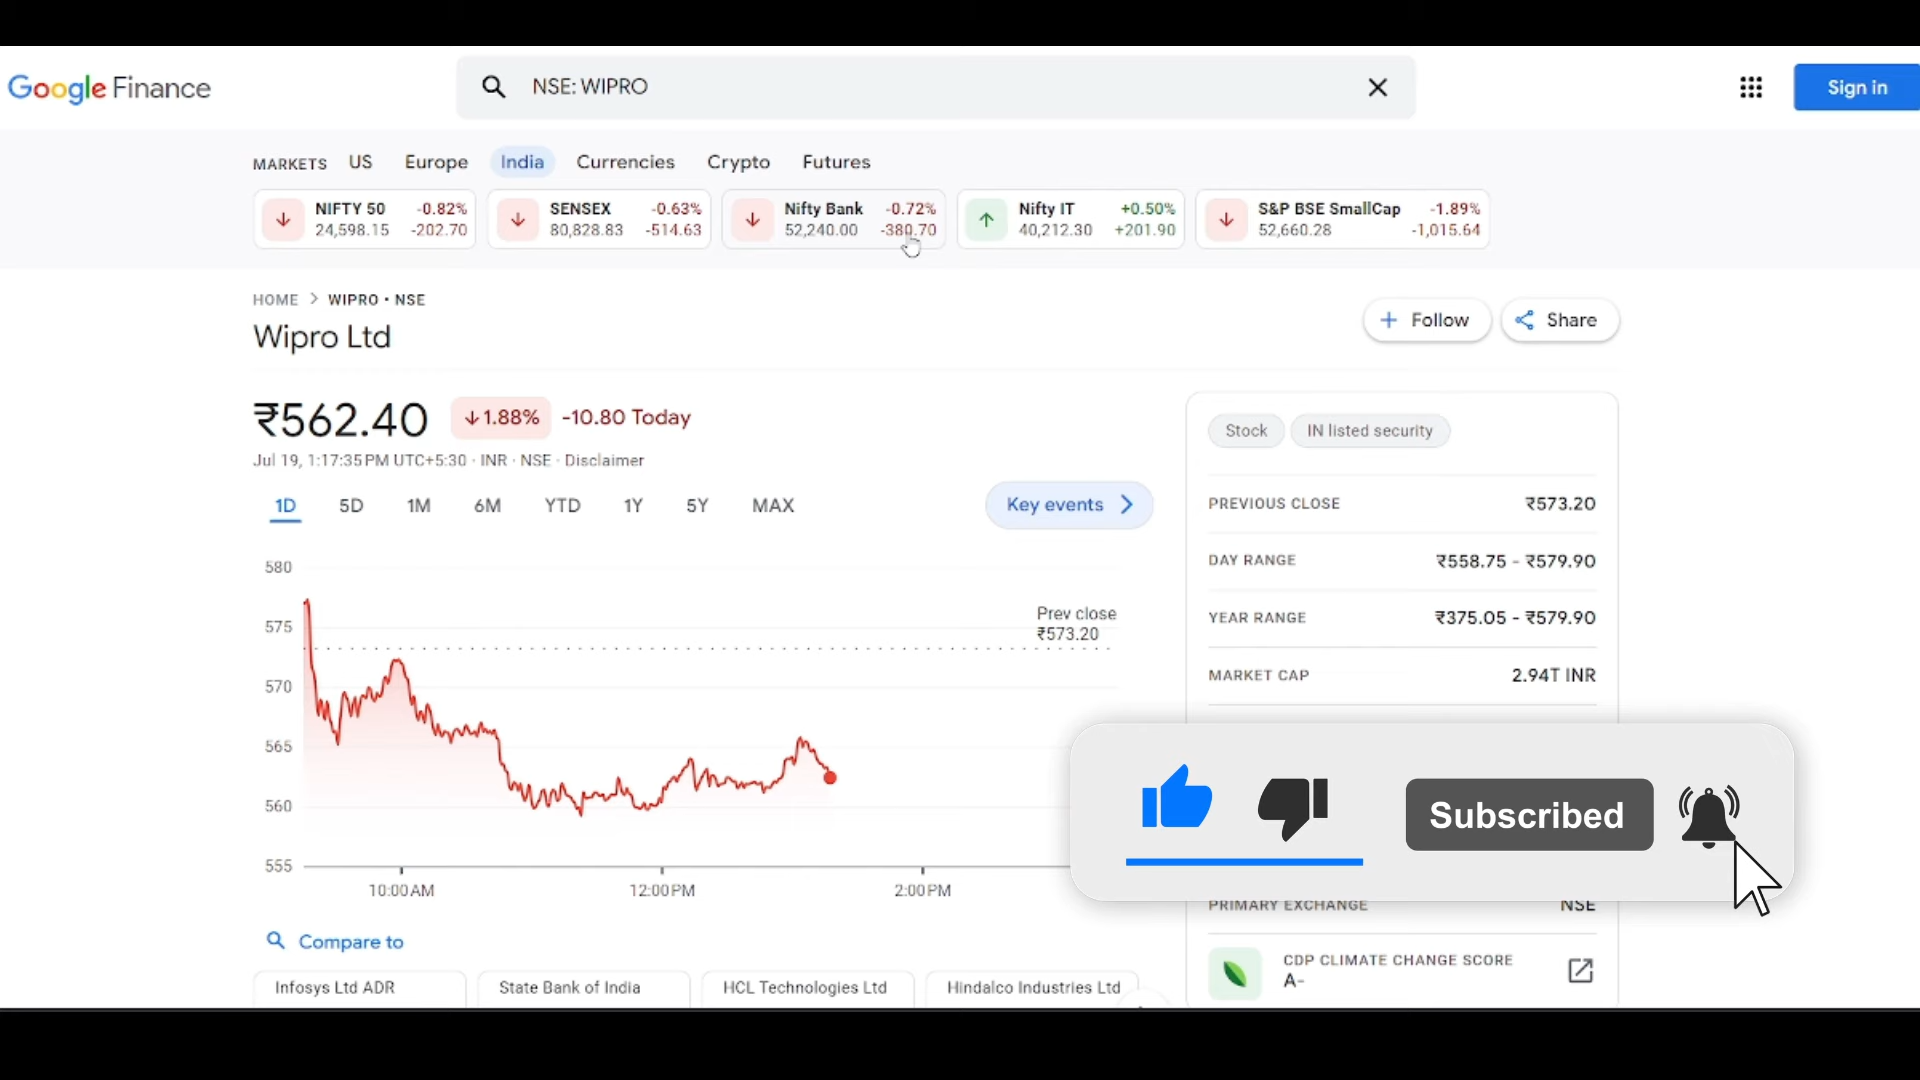 Google Finance
NSE: WIPRO
Sign in
MARKETS US Europe India Currencies Crypto Futures
NIFTY 50 -0.82%
24,598.15 -202.70
SENSEX -0.63%
80,828.83 -514.63
Nifty Bank -0.72%
52,240.00 -380.70
Nifty IT +0.50%
40,212.30 +201.90
S&P BSE SmallCap -1.89%
52,660.28 -1,015.64
HOME > WIPRO • NSE
Wipro Ltd
+ Follow
Share
₹562.40 ↓1.88% -10.80 Today
Jul 19, 1:17:35 PM UTC+5:30 · INR · NSE · Disclaimer
1D 5D 1M 6M YTD 1Y 5Y MAX
Key events
580
575
570
565
560
555
Prev close
₹573.20
10:00 AM 12:00 PM 2:00 PM
Compare to
Infosys Ltd ADR
State Bank of India
HCL Technologies Ltd
Hindalco Industries Ltd
Stock IN listed security
PREVIOUS CLOSE ₹573.20
DAY RANGE ₹558.75 - ₹579.90
YEAR RANGE ₹375.05 - ₹579.90
MARKET CAP 2.94T INR
Subscribed
PRIMARY EXCHANGE NSE
CDP CLIMATE CHANGE SCORE
A-